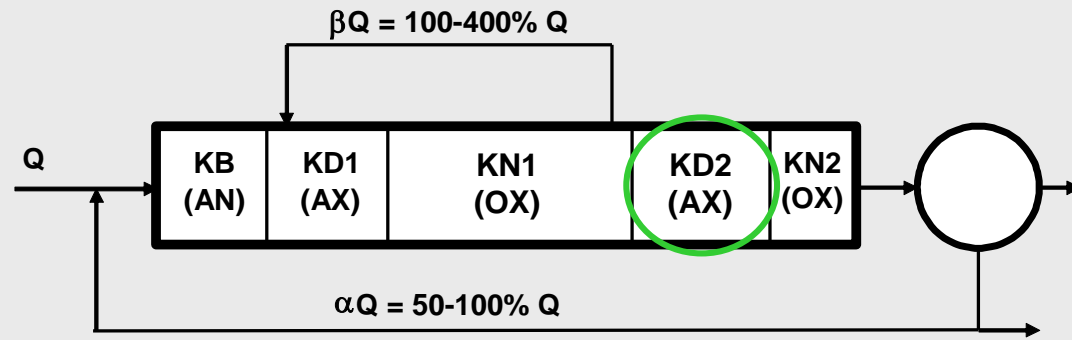 βQ = 100-400% Q
Q
KB
(AN)
KD1
(AX)
KN1
(OX)
KD2
(AX)
KN2
(OX)
αQ = 50-100% Q